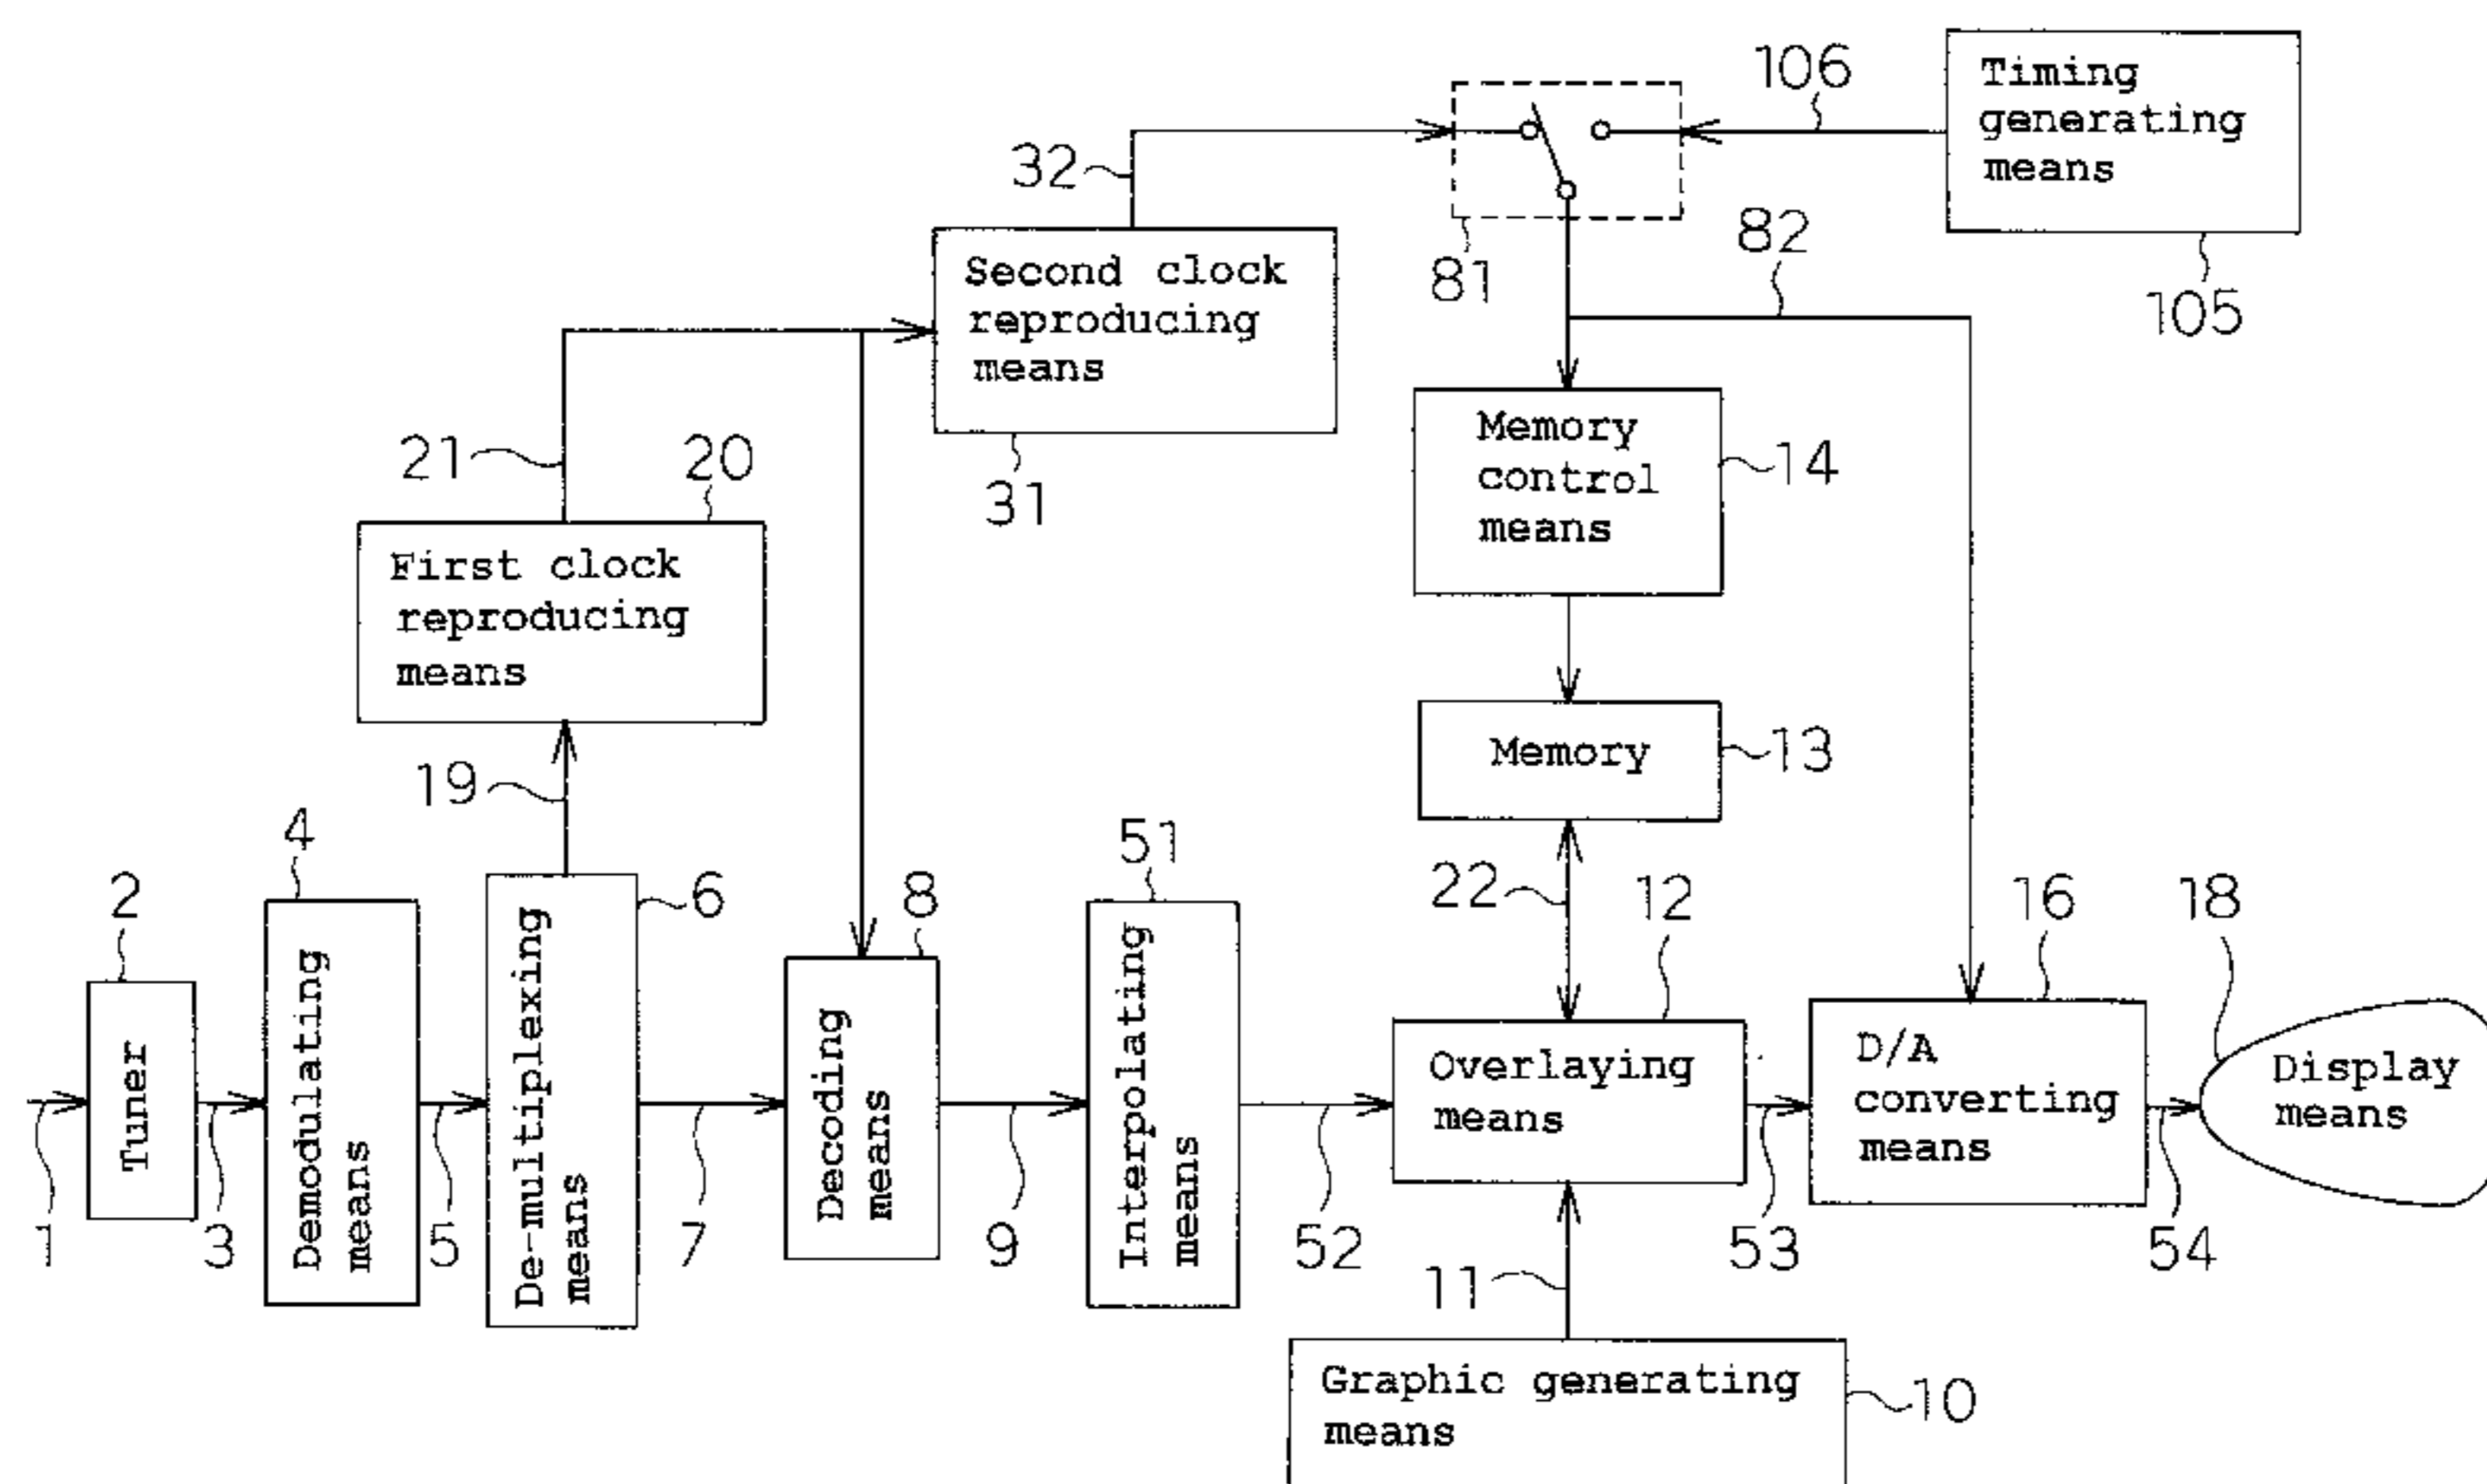 106
Timing
generating
means
32
81
82
105
Second clock
reproducing
means
31
21
20
First clock
reproducing
means
Memory
control
means
14
Memory
13
19
22
4
2
6
8
51
12
16
18
Tuner
Demodulating
means
De-multiplexing
means
Decoding
means
Interpolating
means
Overlaying
means
D/A
converting
means
Display
means
1
3
5
7
9
52
53
54
11
Graphic generating
means
10